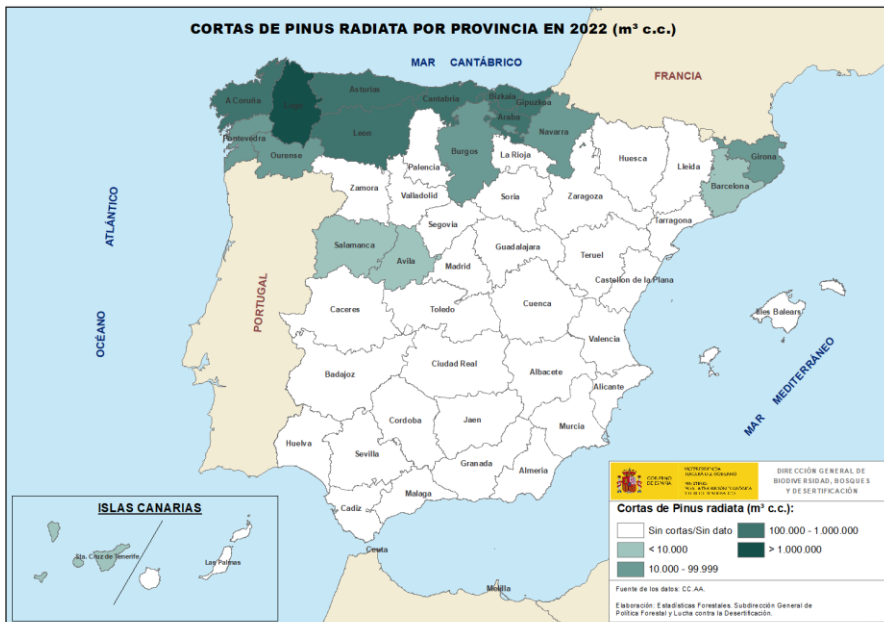 CORTAS DE PINUS RADIATA POR PROVINCIA EN 2022 (m³ c.c.)
MAR CANTÁBRICO
FRANCIA
A Coruña
Lugo
Asturias
Cantabria
Bizkaia
Gipuzkoa
Araba
Navarra
Pontevedra
Ourense
Leon
Burgos
Palencia
La Rioja
Huesca
Lleida
Girona
Barcelona
Zamora
Valladolid
Soria
Zaragoza
Tarragona
Segovia
Salamanca
Avila
Madrid
Guadalajara
Teruel
Castellon de la Plana
OCÉANO ATLÁNTICO
PORTUGAL
Caceres
Toledo
Cuenca
Illes Balears
Valencia
Badajoz
Ciudad Real
Albacete
Alicante
MAR MEDITERRÁNEO
Cordoba
Jaen
Murcia
Huelva
Sevilla
Granada
Almeria
Malaga
Cadiz
Ceuta
Melilla
ISLAS CANARIAS
Sta. Cruz de Tenerife
Las Palmas
GOBIERNO
DE ESPAÑA
DIRECCIÓN GENERAL DE
BIODIVERSIDAD, BOSQUES
Y DESERTIFICACIÓN
Cortas de Pinus radiata (m³ c.c.):
Sin cortas/Sin dato
< 10.000
10.000 - 99.999
100.000 - 1.000.000
> 1.000.000
Fuente de los datos: CC.AA.
Elaboración: Estadísticas Forestales. Subdirección General de
Política Forestal y Lucha contra la Desertificación.